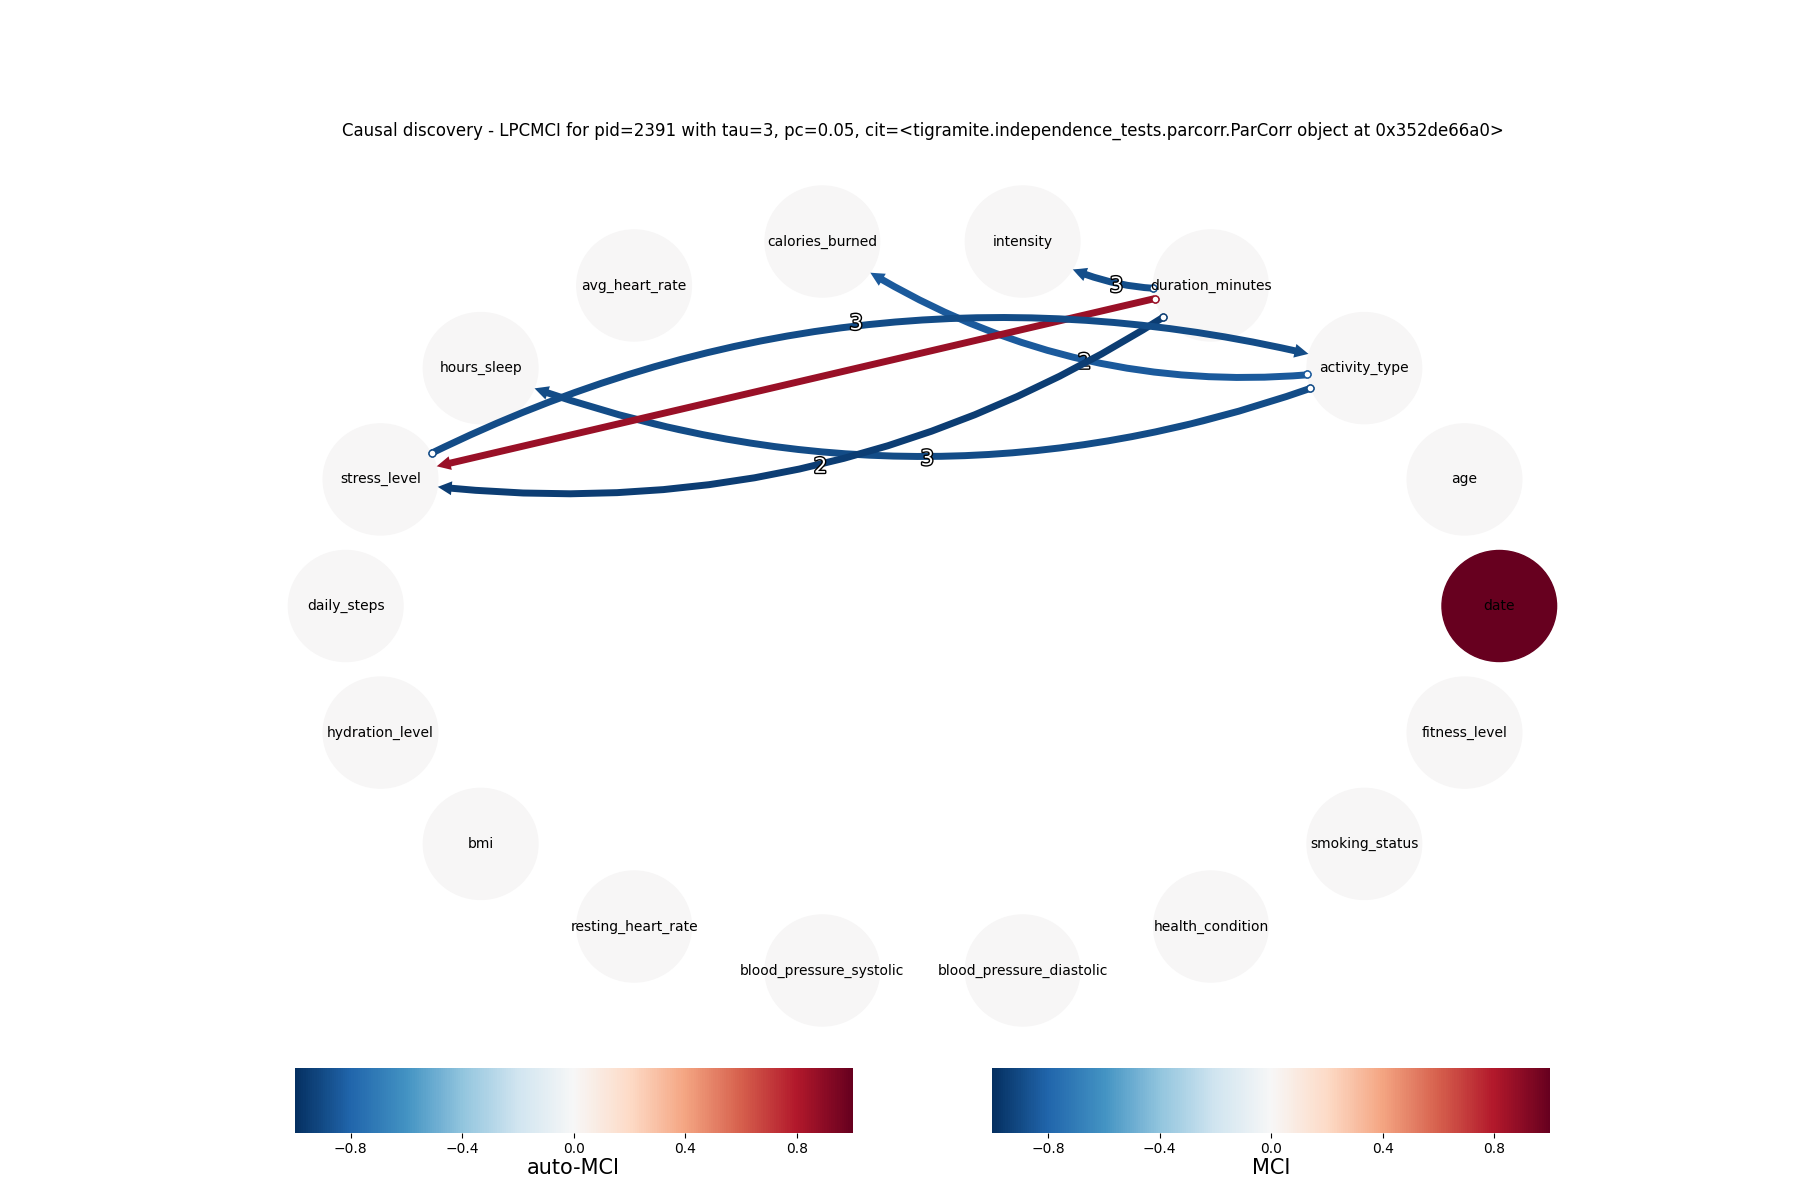 Causal discovery - LPCMCI for pid=2391 with tau=3, pc=0.05, cit=<tigramite.independence_tests.parcorr.ParCorr object at 0x352de66a0>
calories_burned
intensity
avg_heart_rate
3
duration_minutes
3
2
hours_sleep
activity_type
3
2
stress_level
age
daily_steps
date
hydration_level
fitness_level
bmi
smoking_status
resting_heart_rate
health_condition
blood_pressure_systolic
blood_pressure_diastolic
−0.8 −0.4 0.0 0.4 0.8
auto-MCI
−0.8 −0.4 0.0 0.4 0.8
MCI